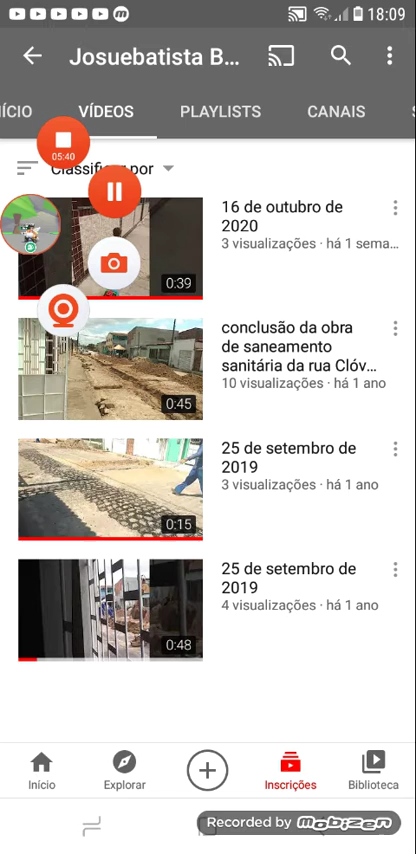 18:09
Josuebatista B...
ÍCIO
VÍDEOS
PLAYLISTS
CANAIS
05:40
Classificar por
0:39
16 de outubro de
2020
3 visualizações · há 1 sema...
0:45
conclusão da obra
de saneamento
sanitária da rua Clóv...
10 visualizações · há 1 ano
0:15
25 de setembro de
2019
3 visualizações · há 1 ano
0:48
25 de setembro de
2019
4 visualizações · há 1 ano
Início
Explorar
Inscrições
Biblioteca
Recorded by Mobizen